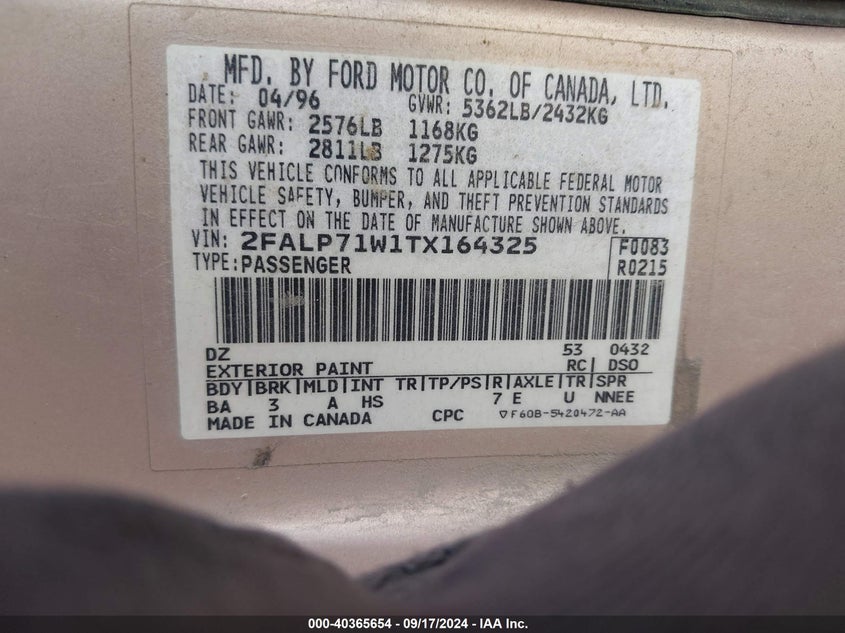 MFD. BY FORD MOTOR CO. OF CANADA, LTD.
DATE: 04/96 GVWR: 5362LB/2432KG
FRONT GAWR: 2576LB 1168KG
REAR GAWR: 2811LB 1275KG
THIS VEHICLE CONFORMS TO ALL APPLICABLE FEDERAL MOTOR
VEHICLE SAFETY, BUMPER, AND THEFT PREVENTION STANDARDS
IN EFFECT ON THE DATE OF MANUFACTURE SHOWN ABOVE.
VIN: 2FALP71W1TX164325 F0083
TYPE: PASSENGER R0215
DZ 53 0432
EXTERIOR PAINT RC| DSO
BDY|BRK|MLD|INT TR|TP/PS|R|AXLE|TR|SPR
BA 3 A HS 7 E U NNEE
MADE IN CANADA CPC ▽F60B-5420472-AA
000-40365654 - 09/17/2024 - IAA Inc.